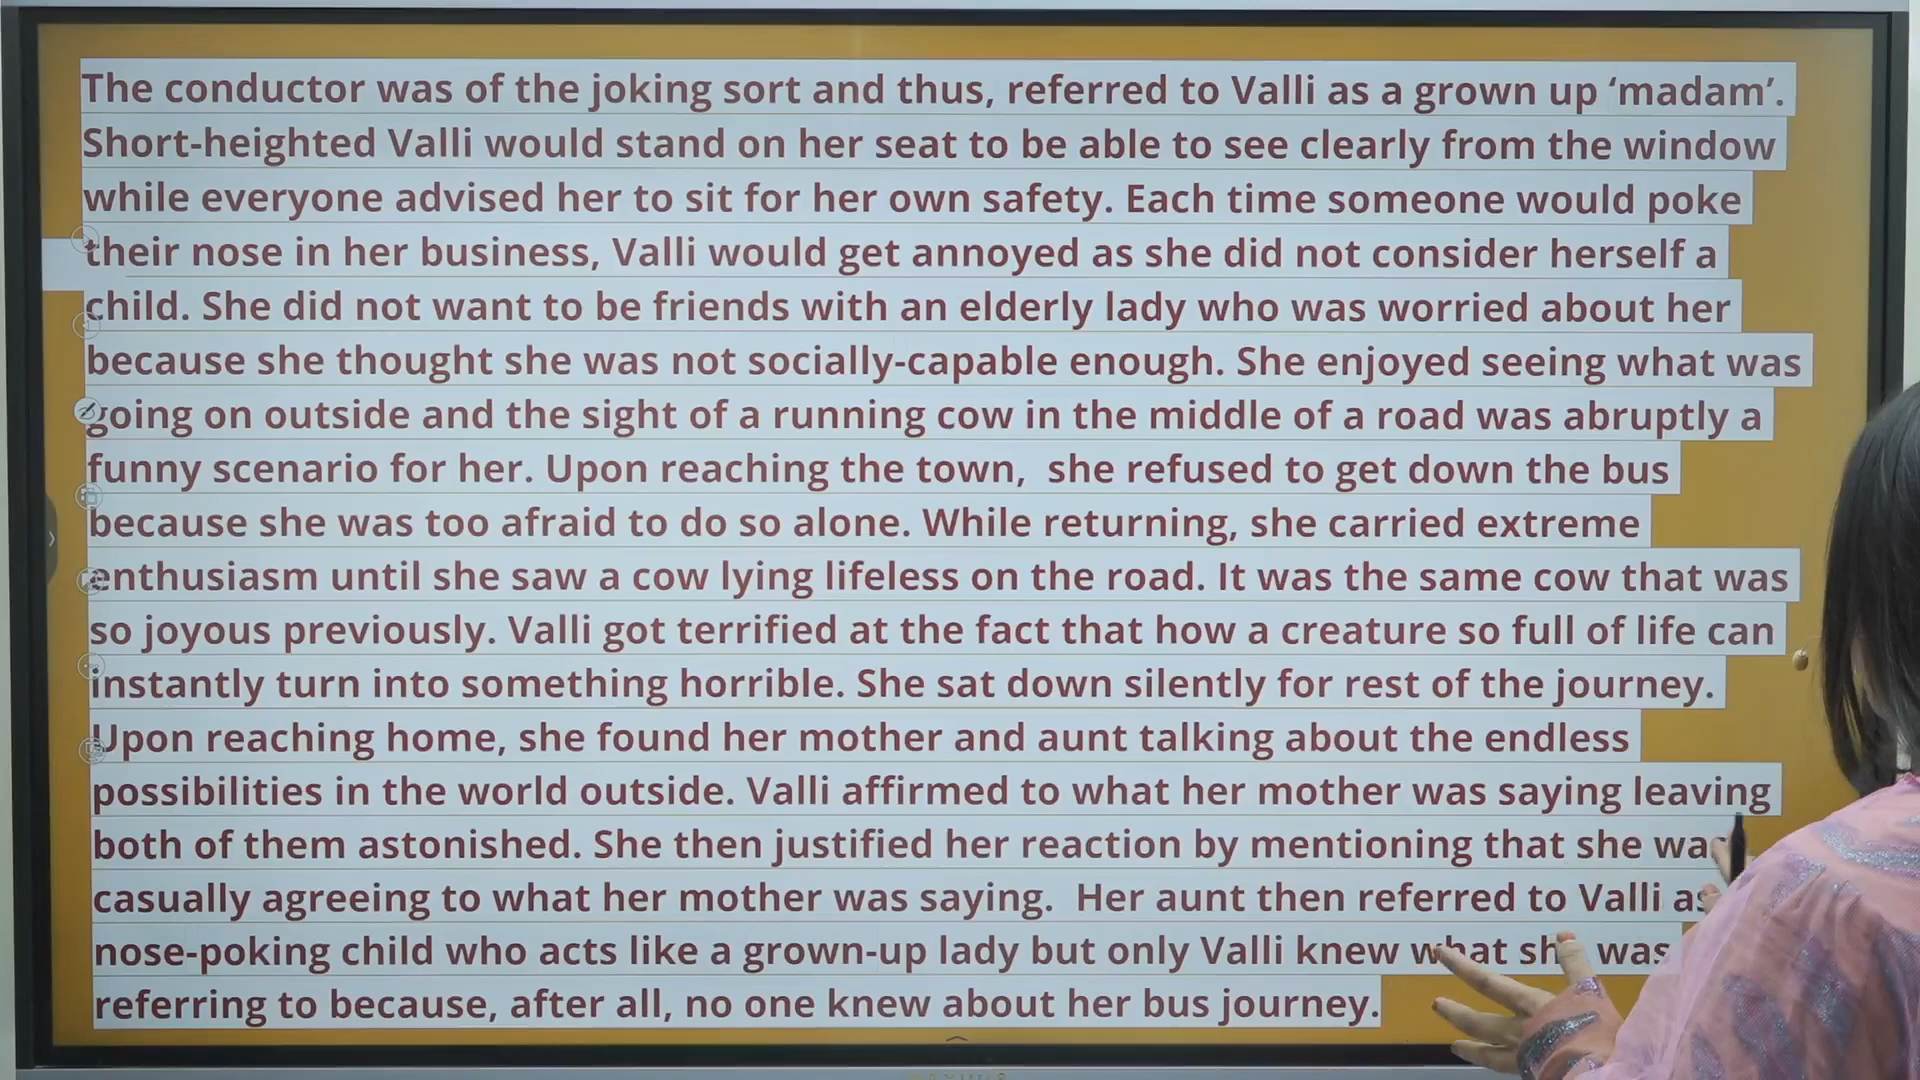 The conductor was of the joking sort and thus, referred to Valli as a grown up ‘madam’.
Short-heighted Valli would stand on her seat to be able to see clearly from the window
while everyone advised her to sit for her own safety. Each time someone would poke
their nose in her business, Valli would get annoyed as she did not consider herself a
child. She did not want to be friends with an elderly lady who was worried about her
because she thought she was not socially-capable enough. She enjoyed seeing what was
going on outside and the sight of a running cow in the middle of a road was abruptly a
funny scenario for her. Upon reaching the town,  she refused to get down the bus
because she was too afraid to do so alone. While returning, she carried extreme
enthusiasm until she saw a cow lying lifeless on the road. It was the same cow that was
so joyous previously. Valli got terrified at the fact that how a creature so full of life can
instantly turn into something horrible. She sat down silently for rest of the journey.
Upon reaching home, she found her mother and aunt talking about the endless
possibilities in the world outside. Valli affirmed to what her mother was saying leaving
both of them astonished. She then justified her reaction by mentioning that she was
casually agreeing to what her mother was saying.  Her aunt then referred to Valli as
nose-poking child who acts like a grown-up lady but only Valli knew what she was
referring to because, after all, no one knew about her bus journey.